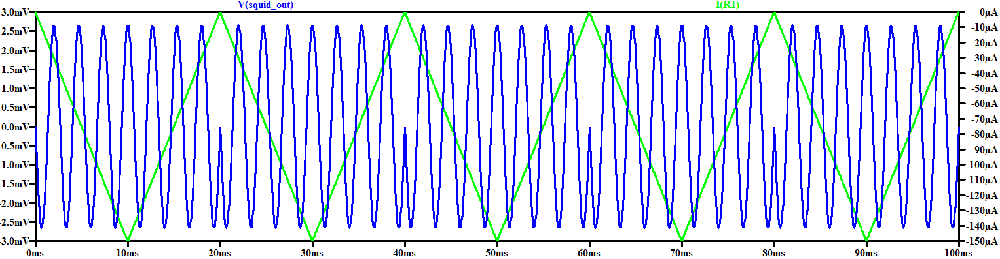 V(squid_out) I(R1)
3.0mV 0µA
2.5mV -10µA
2.0mV -20µA
1.5mV -30µA
1.0mV -40µA
0.5mV -50µA
0.0mV -60µA
-0.5mV -70µA
-1.0mV -80µA
-1.5mV -90µA
-2.0mV -100µA
-2.5mV -110µA
-3.0mV -120µA
-130µA
-140µA
-150µA
0ms 10ms 20ms 30ms 40ms 50ms 60ms 70ms 80ms 90ms 100ms